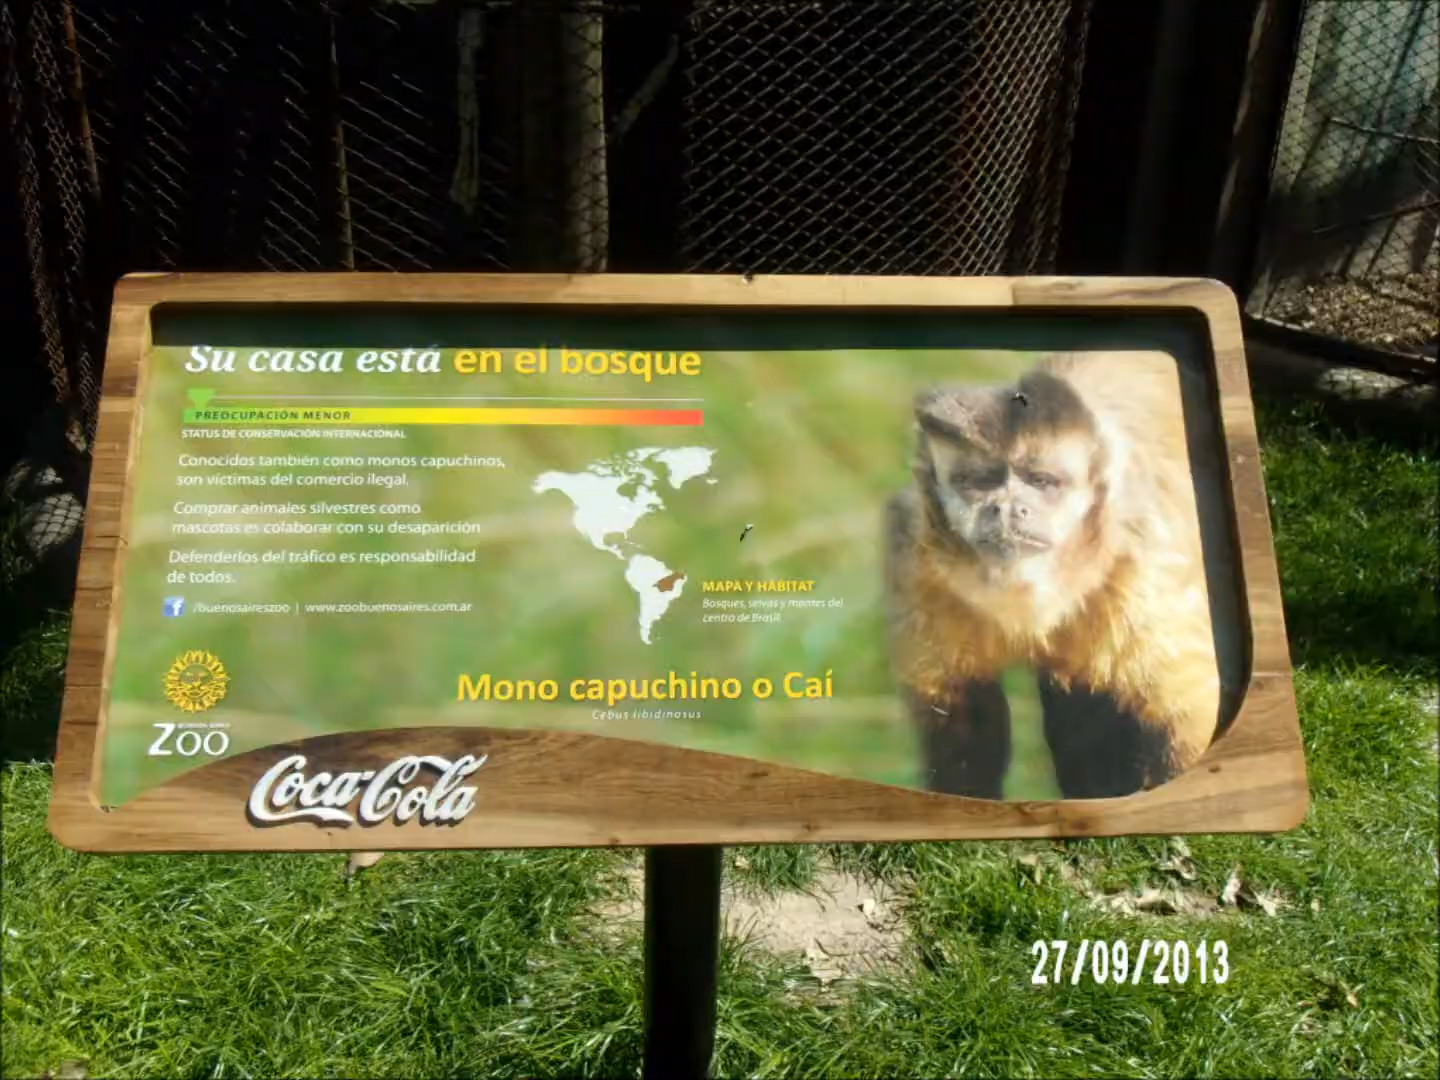 Su casa está en el bosque
PREOCUPACIÓN MENOR
STATUS DE CONSERVACIÓN INTERNACIONAL
Conocidos también como monos capuchinos,
son víctimas del comercio ilegal.
Comprar animales silvestres como
mascotas es colaborar con su desaparición
Defenderlos del tráfico es responsabilidad
de todos.
f /buenosaireszoo | www.zoobuenosaires.com.ar
MAPA Y HÁBITAT
Bosques, selvas y montes del
centro de Brasil.
Mono capuchino o Caí
Cebus libidinosus
ZOO
Coca-Cola
27/09/2013